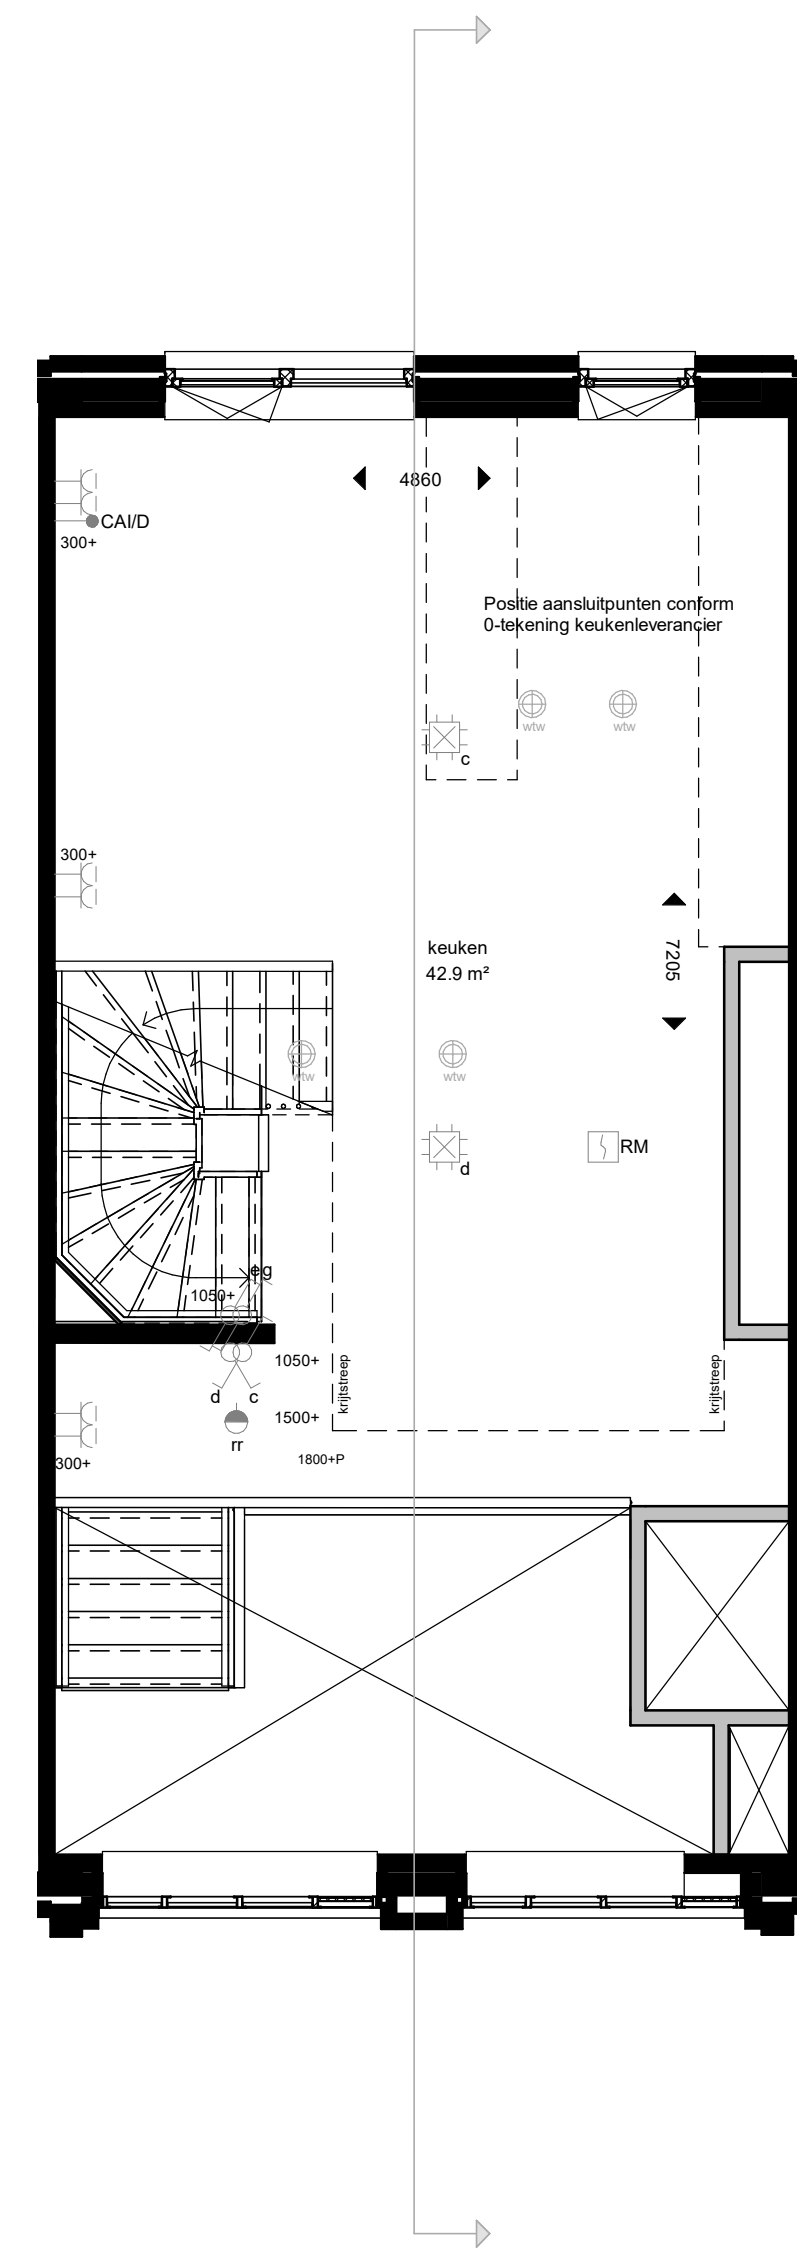 4860
CAI/D
300+
Positie aansluitpunten conform
0-tekening keukenleverancier
wtw
wtw
c
300+
keuken
42.9 m²
7205
wtw
wtw
d
RM
eg
1050+
1050+
krijtstreep
krijtstreep
d
c
1500+
rr
1800+P
300+